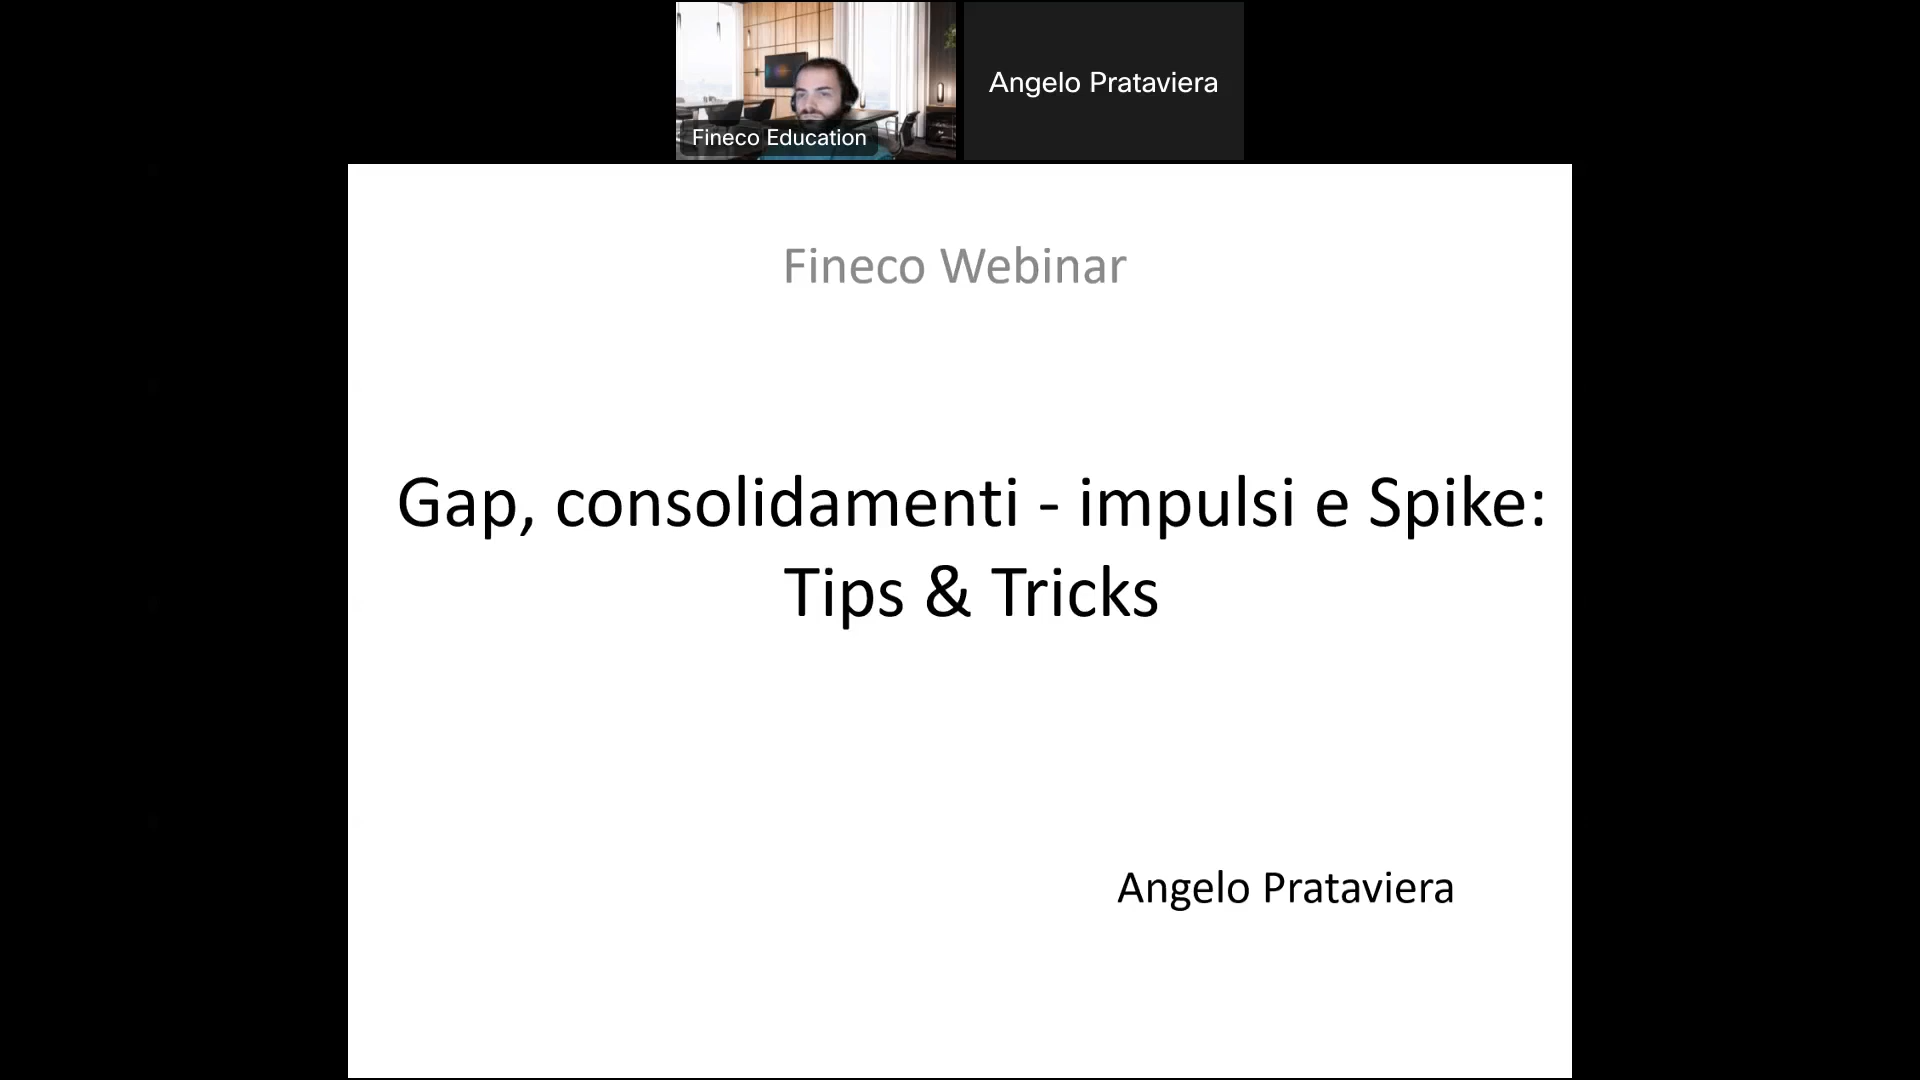 Fineco Education
Angelo Prataviera
Fineco Webinar
Gap, consolidamenti - impulsi e Spike:
Tips & Tricks
Angelo Prataviera